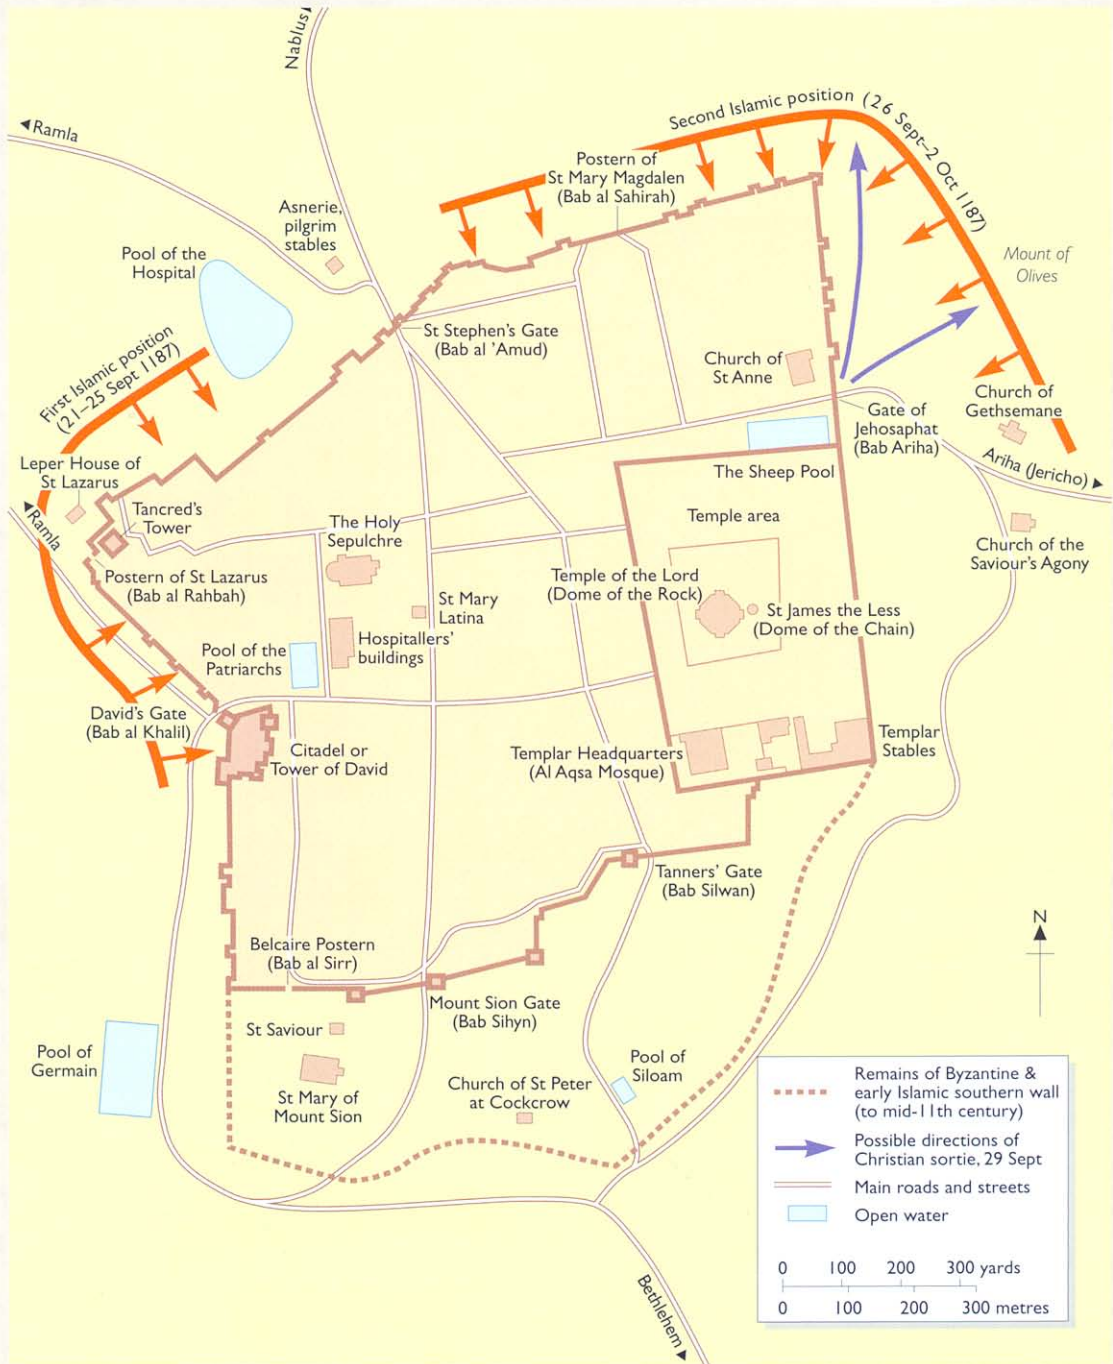 Nablus
Ramla
Second Islamic position (26 Sept–2 Oct 1187)
Postern of
St Mary Magdalen
(Bab al Sahirah)
Asnerie,
pilgrim
stables
Pool of the
Hospital
Mount of
Olives
St Stephen's Gate
(Bab al 'Amud)
First Islamic position
(21–25 Sept 1187)
Church of
St Anne
Church of
Gethsemane
Gate of
Jehosaphat
(Bab Ariha)
Leper House of
St Lazarus
Ariha (Jericho)
The Sheep Pool
Ramla
Tancred's
Tower
The Holy
Sepulchre
Temple area
Church of the
Saviour's Agony
Postern of St Lazarus
(Bab al Rahbah)
Temple of the Lord
(Dome of the Rock)
St Mary
Latina
St James the Less
(Dome of the Chain)
Hospitallers'
buildings
Pool of the
Patriarchs
David's Gate
(Bab al Khalil)
Citadel or
Tower of David
Templar Headquarters
(Al Aqsa Mosque)
Templar
Stables
Tanners' Gate
(Bab Silwan)
N
Belcaire Postern
(Bab al Sirr)
Mount Sion Gate
(Bab Sihyn)
St Saviour
Pool of
Germain
Pool of
Siloam
St Mary of
Mount Sion
Church of St Peter
at Cockcrow
Bethlehem
Remains of Byzantine &
early Islamic southern wall
(to mid-11th century)
Possible directions of
Christian sortie, 29 Sept
Main roads and streets
Open water
0 100 200 300 yards
0 100 200 300 metres